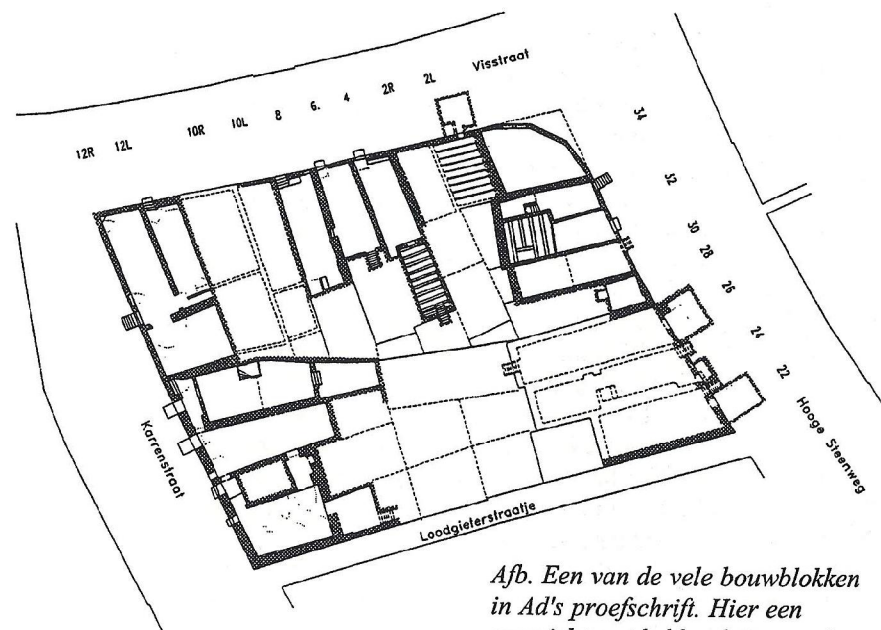 Visstraat
12R 12L 10R 10L 8 6. 4 2R 2L
34
32
30
28
26
24
22
Hooge Steenweg
Karrenstraat
Loodgieterstraatje
Afb. Een van de vele bouwblokken
in Ad's proefschrift. Hier een